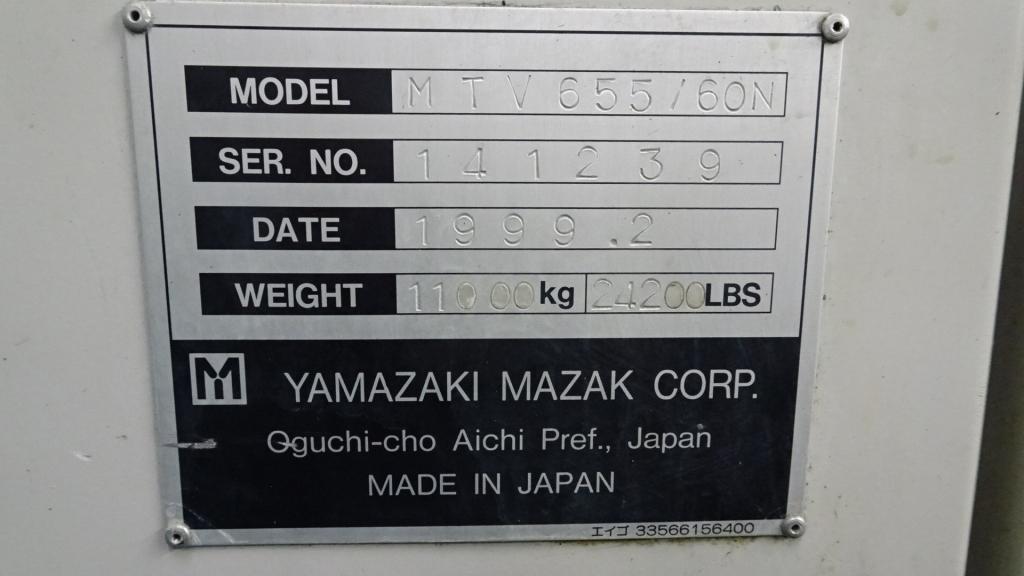 MODEL MTV655/60N
SER. NO. 141239
DATE 1999.2
WEIGHT 11000kg 24200LBS
M YAMAZAKI MAZAK CORP.
Oguchi-cho Aichi Pref., Japan
MADE IN JAPAN
エイゴ 33566156400